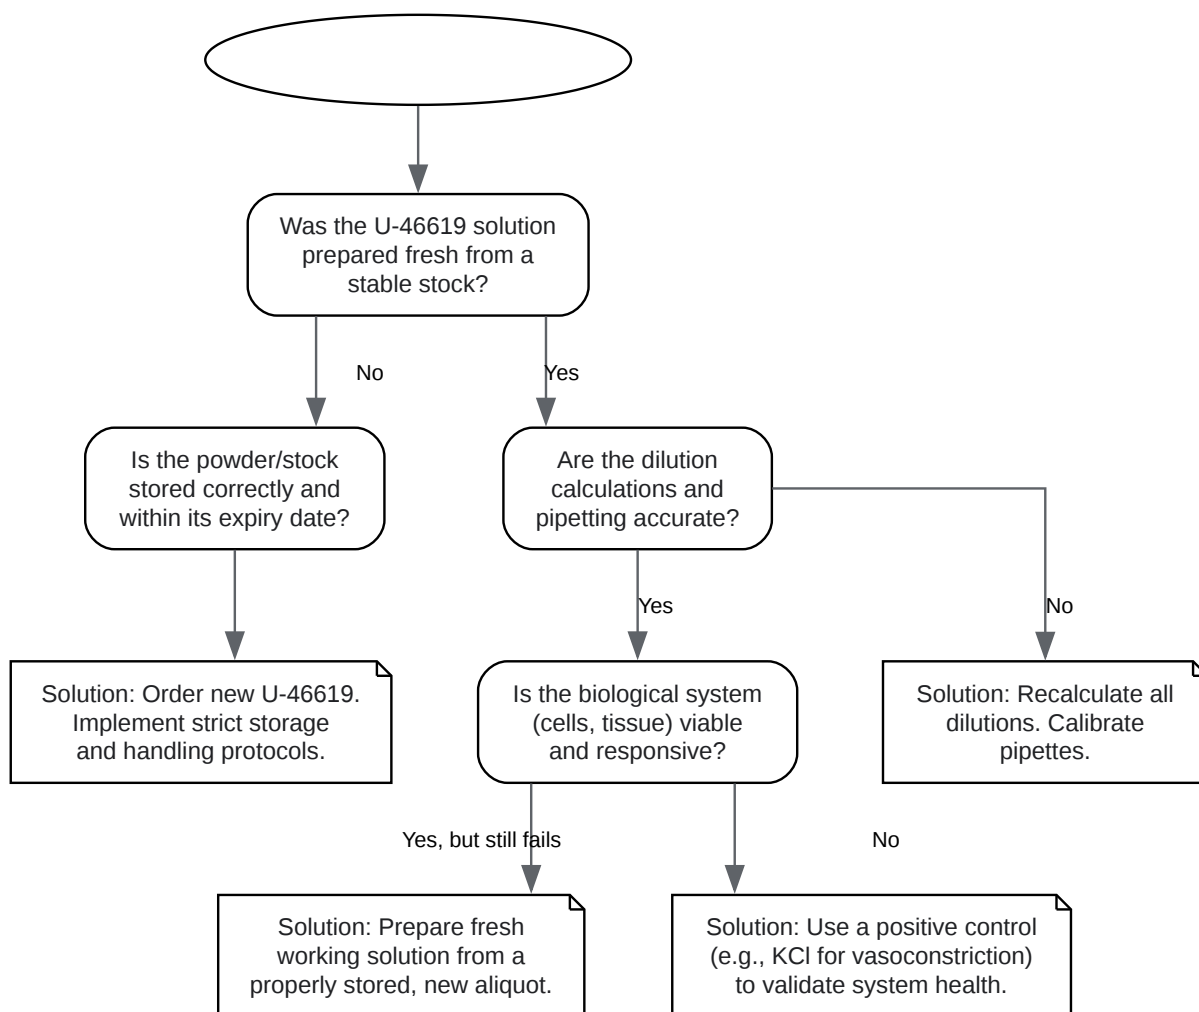 Was the U-46619 solution
prepared fresh from a
stable stock?
No
Yes
Is the powder/stock
stored correctly and
within its expiry date?
Are the dilution
calculations and
pipetting accurate?
Yes
No
Solution: Order new U-46619.
Implement strict storage
and handling protocols.
Is the biological system
(cells, tissue) viable
and responsive?
Solution: Recalculate all
dilutions. Calibrate
pipettes.
Yes, but still fails
No
Solution: Prepare fresh
working solution from a
properly stored, new aliquot.
Solution: Use a positive control
(e.g., KCl for vasoconstriction)
to validate system health.